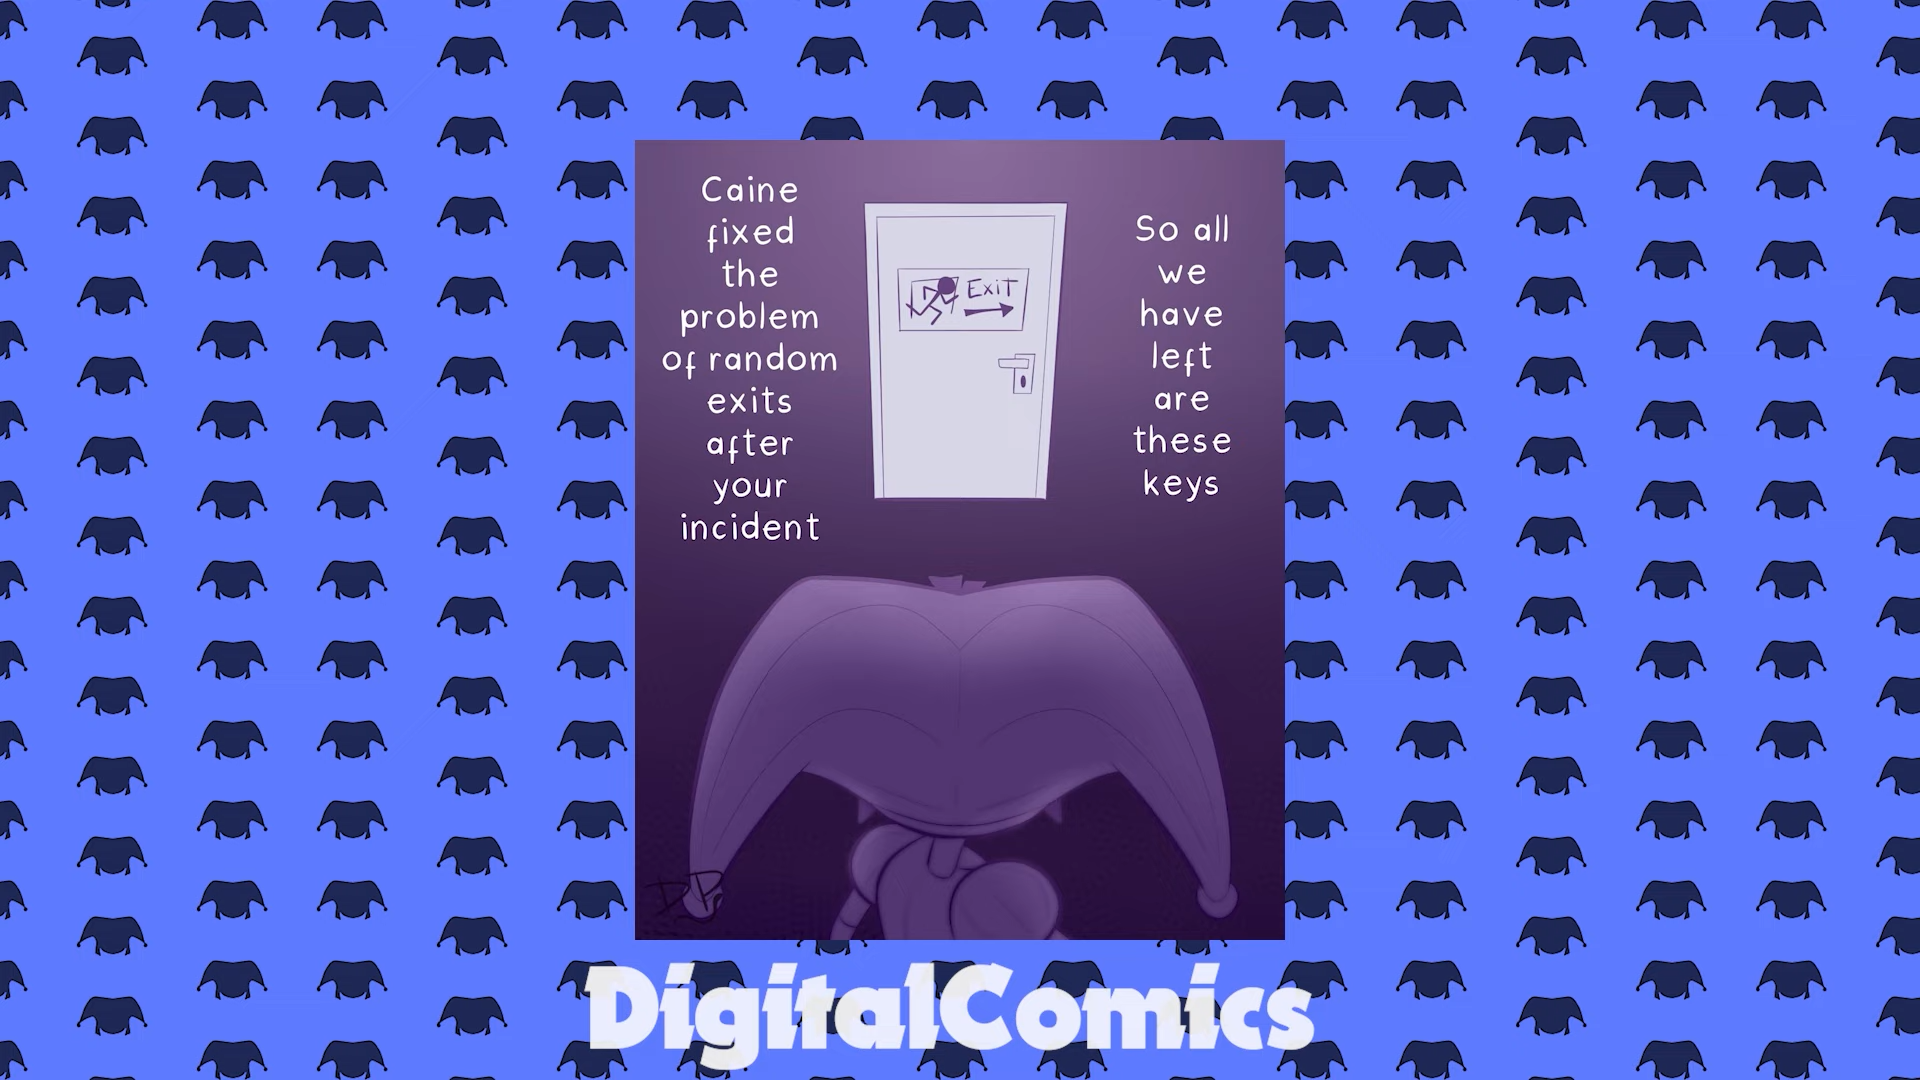 Caine
fixed
the
problem
of random
exits
after
your
incident
Exit
So all
we
have
left
are
these
keys
DP
DigitalComics